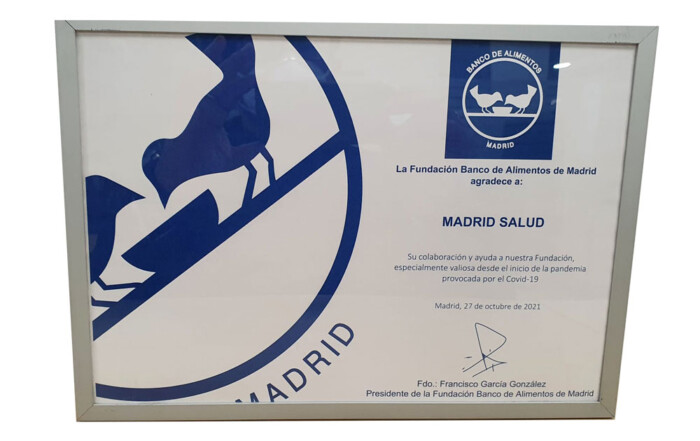 BANCO DE ALIMENTOS
MADRID
La Fundación Banco de Alimentos de Madrid
agradece a:
MADRID SALUD
Su colaboración y ayuda a nuestra Fundación,
especialmente valiosa desde el inicio de la pandemia
provocada por el Covid-19
Madrid, 27 de octubre de 2021
Fdo.: Francisco García González
Presidente de la Fundación Banco de Alimentos de Madrid
MADRID